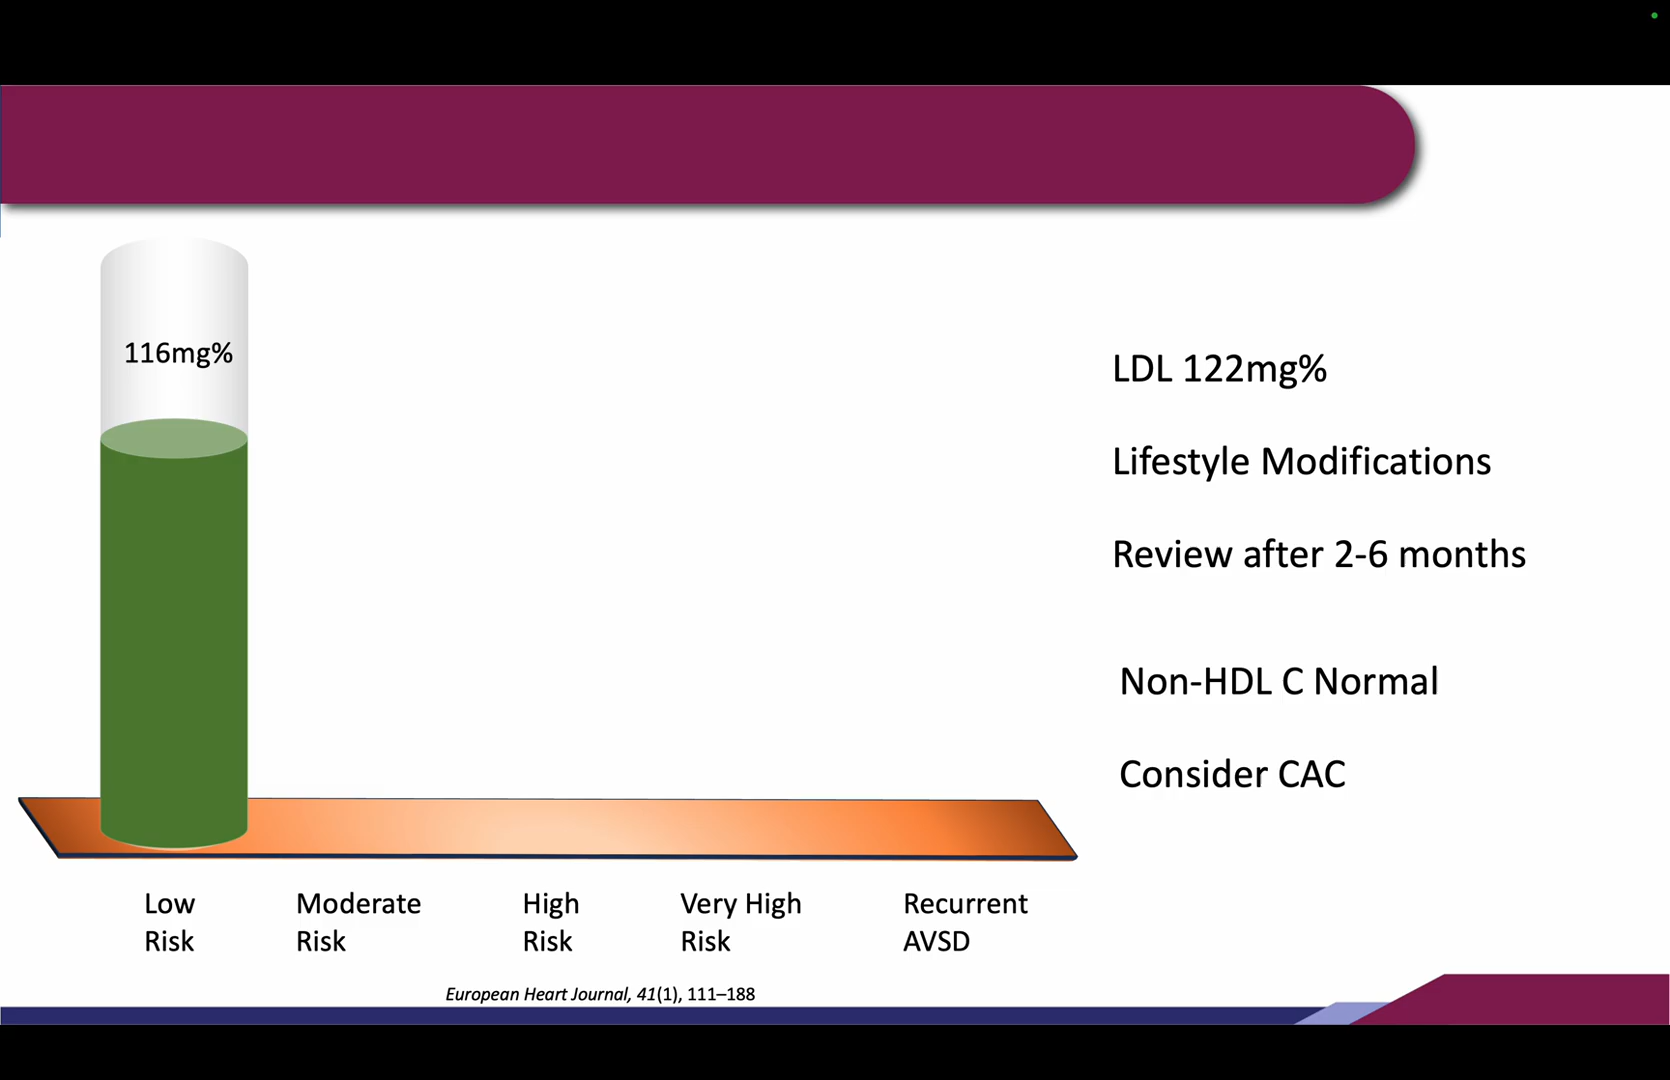 116mg%
LDL 122mg%
Lifestyle Modifications
Review after 2-6 months
Non-HDL C Normal
Consider CAC
Low
Risk
Moderate
Risk
High
Risk
Very High
Risk
Recurrent
AVSD
European Heart Journal, 41(1), 111–188